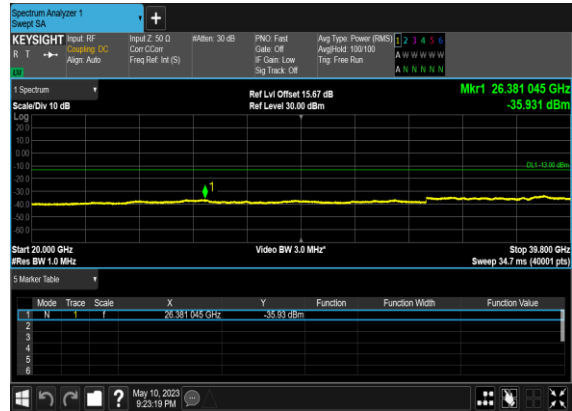 Spectrum Analyzer 1
Swept SA
+
KEYSIGHT
R T
LW
Input: RF
Coupling: DC
Align: Auto
Input Z: 50 Ω
Corr CCorr
Freq Ref: Int (S)
#Atten: 30 dB
PNO: Fast
Gate: Off
IF Gain: Low
Sig Track: Off
Avg Type: Power (RMS)
Avg|Hold: 100/100
Trig: Free Run
1 2 3 4 5 6
A W W W W W
A N N N N N
1 Spectrum
Scale/Div 10 dB
Log
Ref Lvl Offset 15.67 dB
Ref Level 30.00 dBm
Mkr1 26.381 045 GHz
-35.931 dBm
20.0
10.0
0.00
-10.0
DL1 -13.00 dBm
-20.0
1
-30.0
-40.0
-50.0
-60.0
Start 20.000 GHz
Video BW 3.0 MHz*
Stop 39.800 GHz
#Res BW 1.0 MHz
Sweep 34.7 ms (40001 pts)
5 Marker Table
Mode Trace Scale X Y Function Function Width Function Value
1 N 1 f 26.381 045 GHz -35.93 dBm
2
3
4
5
6
?
May 10, 2023
9:23:19 PM